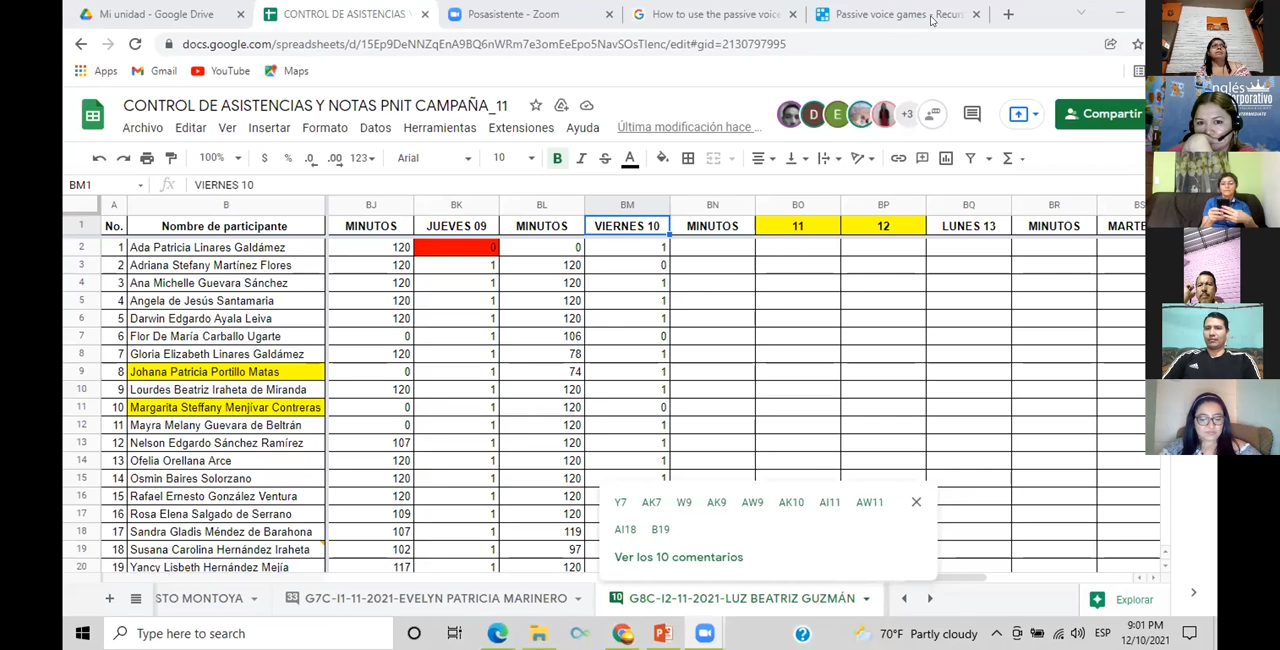 Mi unidad - Google Drive
CONTROL DE ASISTENCIAS Y
Posasistente - Zoom
How to use the passive voice
Passive voice games - Recur
Apps Gmail YouTube Maps
CONTROL DE ASISTENCIAS Y NOTAS PNIT CAMPAÑA_11
+3
Compartir
Archivo Editar Ver Insertar Formato Datos Herramientas Extensiones Ayuda Última modificación hace ...
100% $ % .0 .00 123 Arial 10 B I S A
BM1 fx VIERNES 10
A B BJ BK BL BM BN BO BP BQ BR BS
1 No. Nombre de participante MINUTOS JUEVES 09 MINUTOS VIERNES 10 MINUTOS 11 12 LUNES 13 MINUTOS MARTE
2 1 Ada Patricia Linares Galdámez 120 0 0 1
3 2 Adriana Stefany Martínez Flores 120 1 120 0
4 3 Ana Michelle Guevara Sánchez 120 1 120 1
5 4 Angela de Jesús Santamaria 120 1 120 1
6 5 Darwin Edgardo Ayala Leiva 120 1 120 1
7 6 Flor De María Carballo Ugarte 0 1 106 0
8 7 Gloria Elizabeth Linares Galdámez 120 1 78 1
9 8 Johana Patricia Portillo Matas 0 1 74 1
10 9 Lourdes Beatriz Iraheta de Miranda 120 1 120 1
11 10 Margarita Steffany Menjívar Contreras 0 1 120 0
12 11 Mayra Melany Guevara de Beltrán 0 1 120 1
13 12 Nelson Edgardo Sánchez Ramírez 107 1 120 1
14 13 Ofelia Orellana Arce 120 1 120 1
15 14 Osmin Baires Solorzano 120 1 120 1
16 15 Rafael Ernesto González Ventura 120 1 120
17 16 Rosa Elena Salgado de Serrano 109 1 120
18 17 Sandra Gladis Méndez de Barahona 107 1 119
19 18 Susana Carolina Hernández Iraheta 102 1 97
20 19 Yancy Lisbeth Hernández Mejía 117 1 120
Y7 AK7 W9 AK9 AW9 AK10 AI11 AW11
AI18 B19
Ver los 10 comentarios
STO MONTOYA
G7C-I1-11-2021-EVELYN PATRICIA MARINERO
10 G8C-I2-11-2021-LUZ BEATRIZ GUZMÁN
Explorar
Type here to search
70°F Partly cloudy
ESP
9:01 PM
12/10/2021